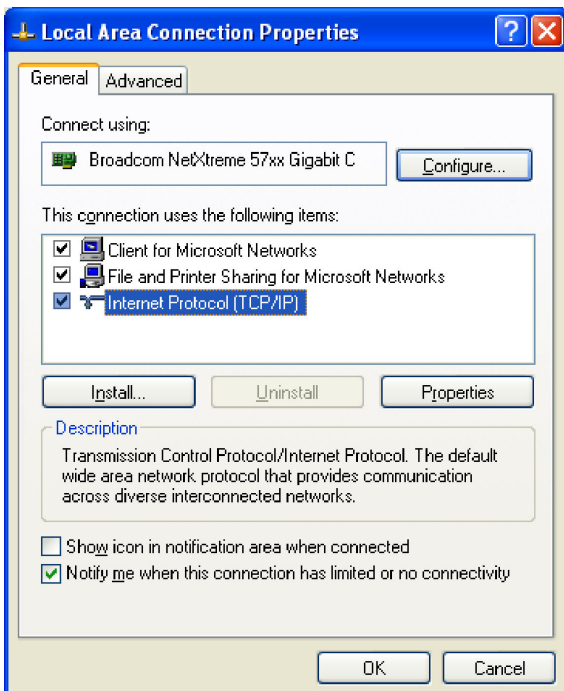 Local Area Connection Properties
General Advanced
Connect using:
Broadcom NetXtreme 57xx Gigabit C Configure...
This connection uses the following items:
Client for Microsoft Networks
File and Printer Sharing for Microsoft Networks
Internet Protocol (TCP/IP)
Install... Uninstall Properties
Description
Transmission Control Protocol/Internet Protocol. The default
wide area network protocol that provides communication
across diverse interconnected networks.
Show icon in notification area when connected
Notify me when this connection has limited or no connectivity
OK Cancel